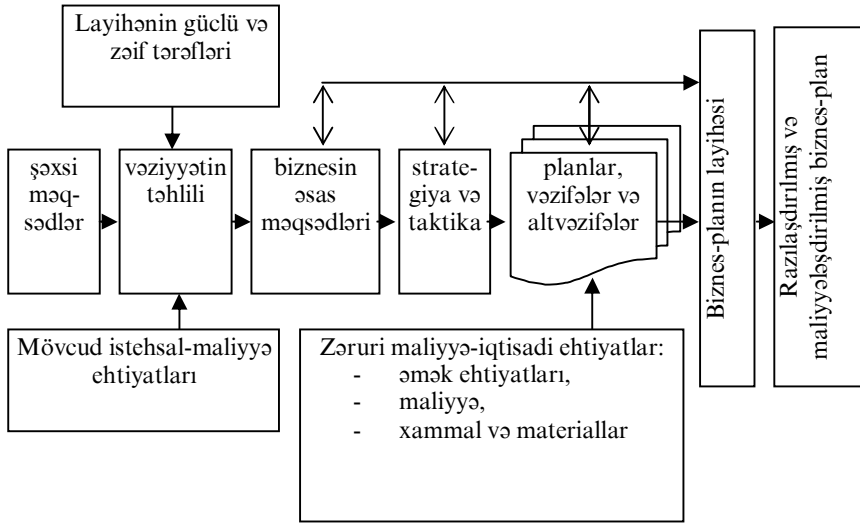 Layihənin güclü və
zəif tərəfləri
şəxsi
məq-
sədlər
vəziyyətin
təhlili
biznesin
əsas
məqsədləri
strate-
giya və
taktika
planlar,
vəzifələr və
altvəzifələr
Biznes-planın layihəsi
Razılaşdırılmış və
maliyyələşdirilmiş biznes-plan
Mövcud istehsal-maliyyə
ehtiyatları
Zəruri maliyyə-iqtisadi ehtiyatlar:
- əmək ehtiyatları,
- maliyyə,
- xammal və materiallar